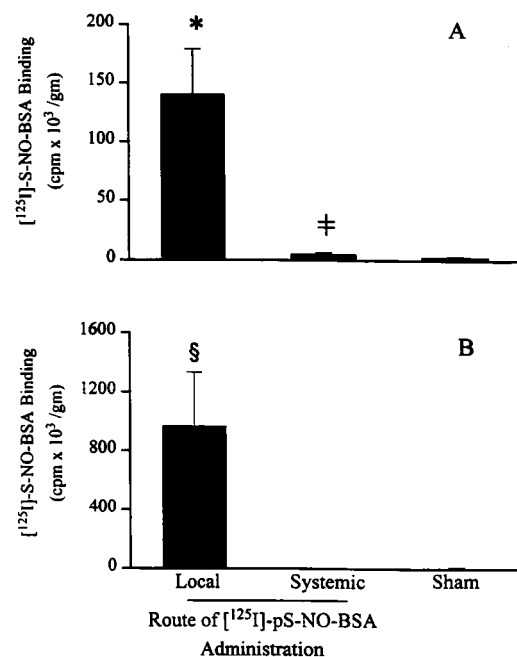 A
[¹²⁵I]-S-NO-BSA Binding
(cpm x 10³ /gm)
200
150
100
50
0
*
‡
B
[¹²⁵I]-S-NO-BSA Binding
(cpm x 10³ /gm)
1600
1200
800
400
0
§
Local Systemic Sham
Route of [¹²⁵I]-pS-NO-BSA
Administration